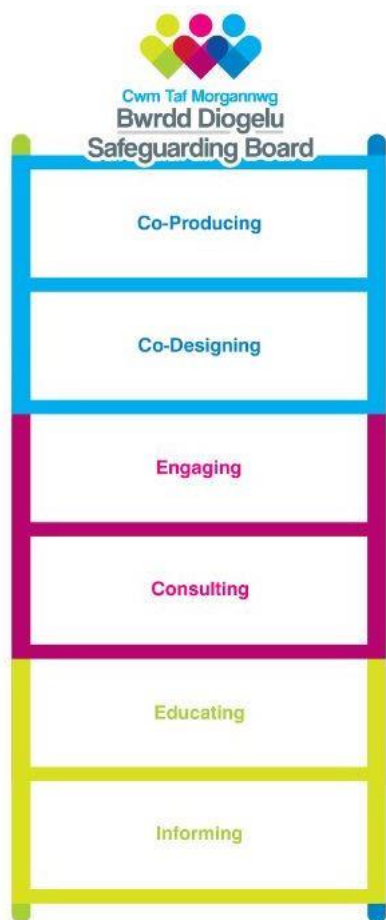 Cwm Taf Morgannwg
Bwrdd Diogelu
Safeguarding Board
Co-Producing
Co-Designing
Engaging
Consulting
Educating
Informing